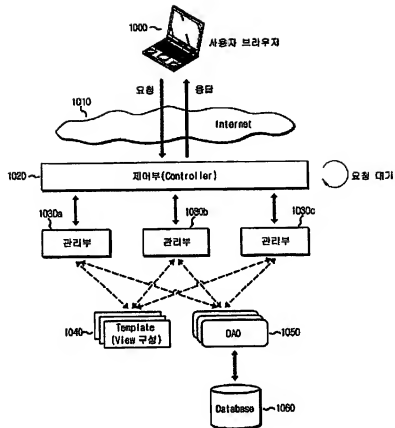 1000
사용자 브라우저
요청
응답
1010
Internet
1020
제어부(Controller)
요청 대기
1030a
1030b
1030c
관리부
관리부
관리부
1040
Template
(View 구성)
DAO
1050
Database
1060